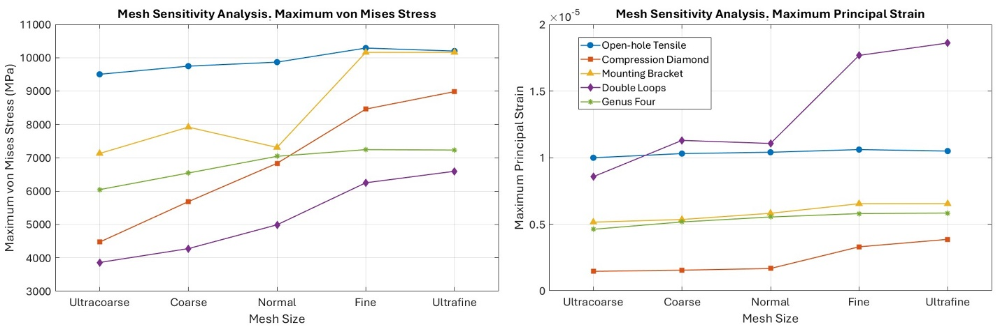 Mesh Sensitivity Analysis. Maximum von Mises Stress
11000
10000
9000
8000
7000
6000
5000
4000
3000
Maximum von Mises Stress (MPa)
Ultracoarse Coarse Normal Fine Ultrafine
Mesh Size
Mesh Sensitivity Analysis. Maximum Principal Strain
×10⁻⁵
2
1.5
1
0.5
0
Maximum Principal Strain
Open-hole Tensile
Compression Diamond
Mounting Bracket
Double Loops
Genus Four
Ultracoarse Coarse Normal Fine Ultrafine
Mesh Size